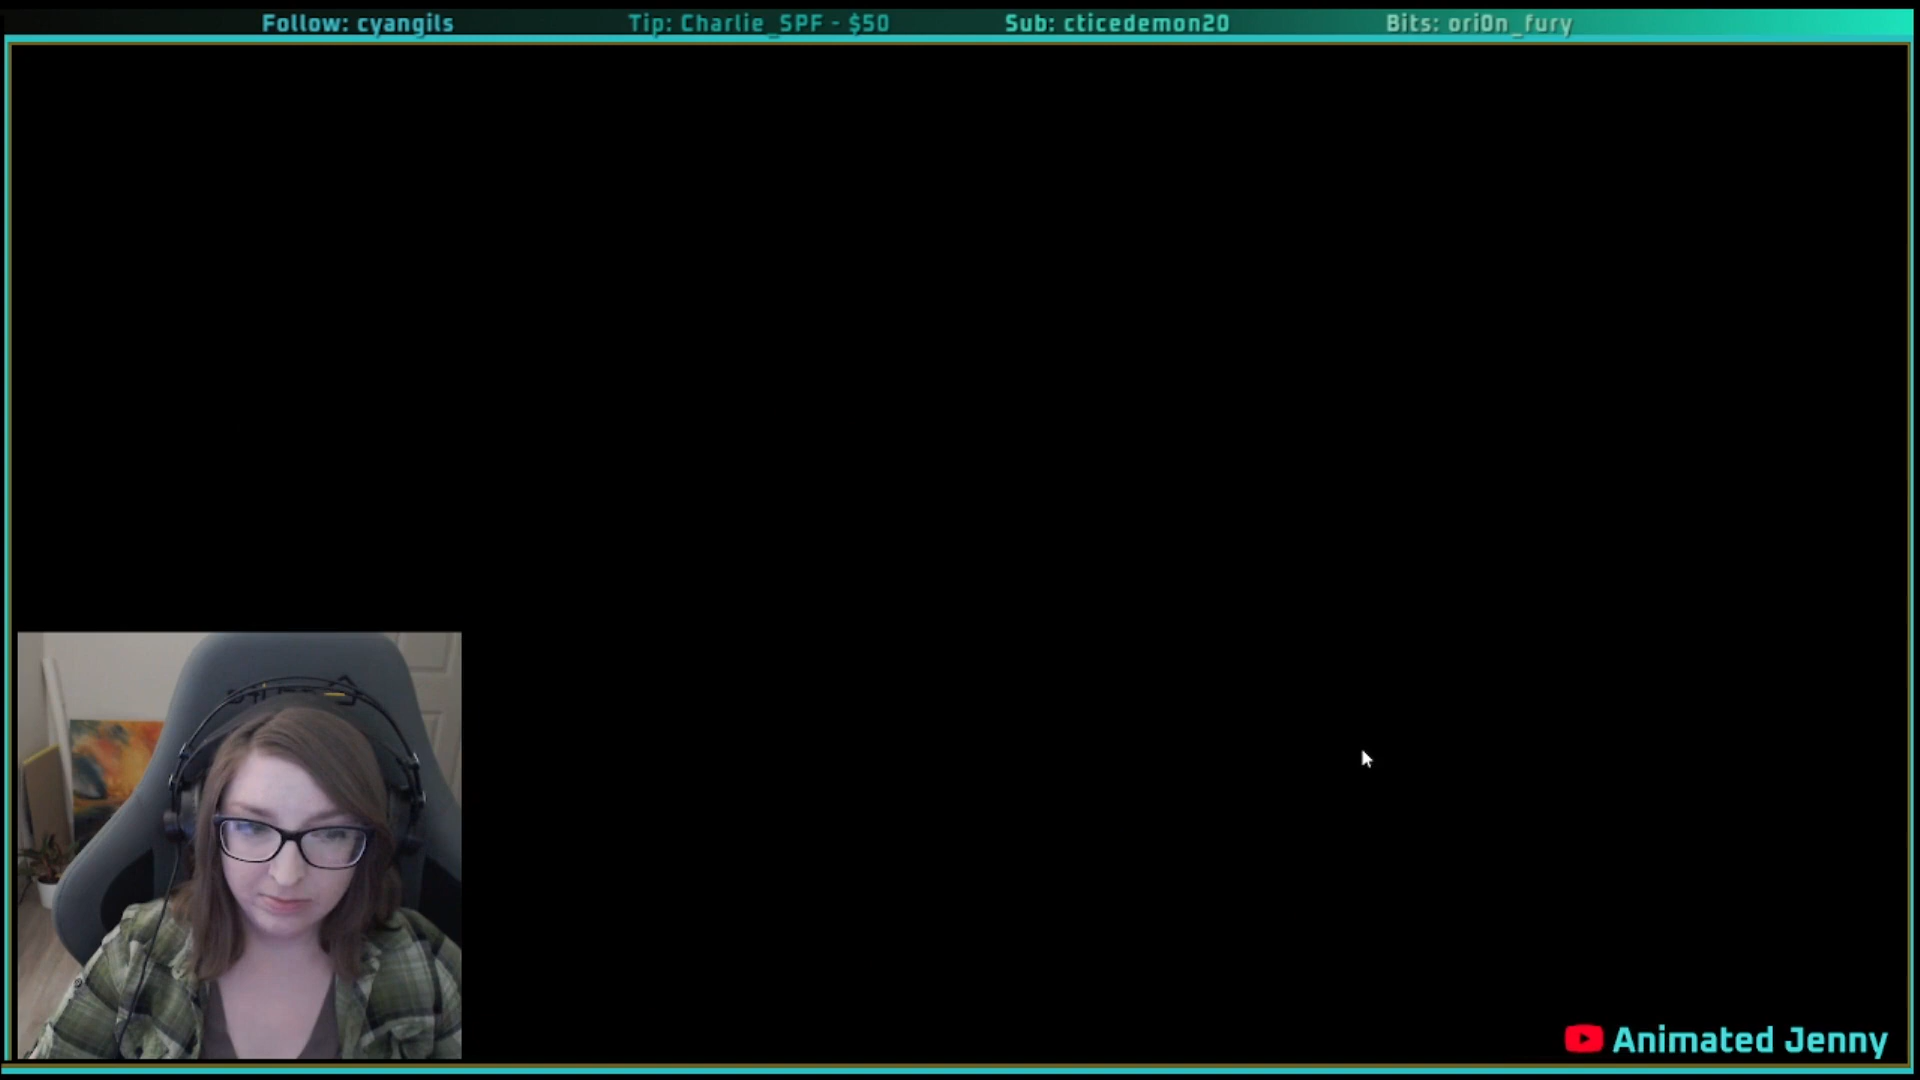 Follow: cyangils
Tip: Charlie_SPF - $50
Sub: cticedemon20
Bits: ori0n_fury
Animated Jenny